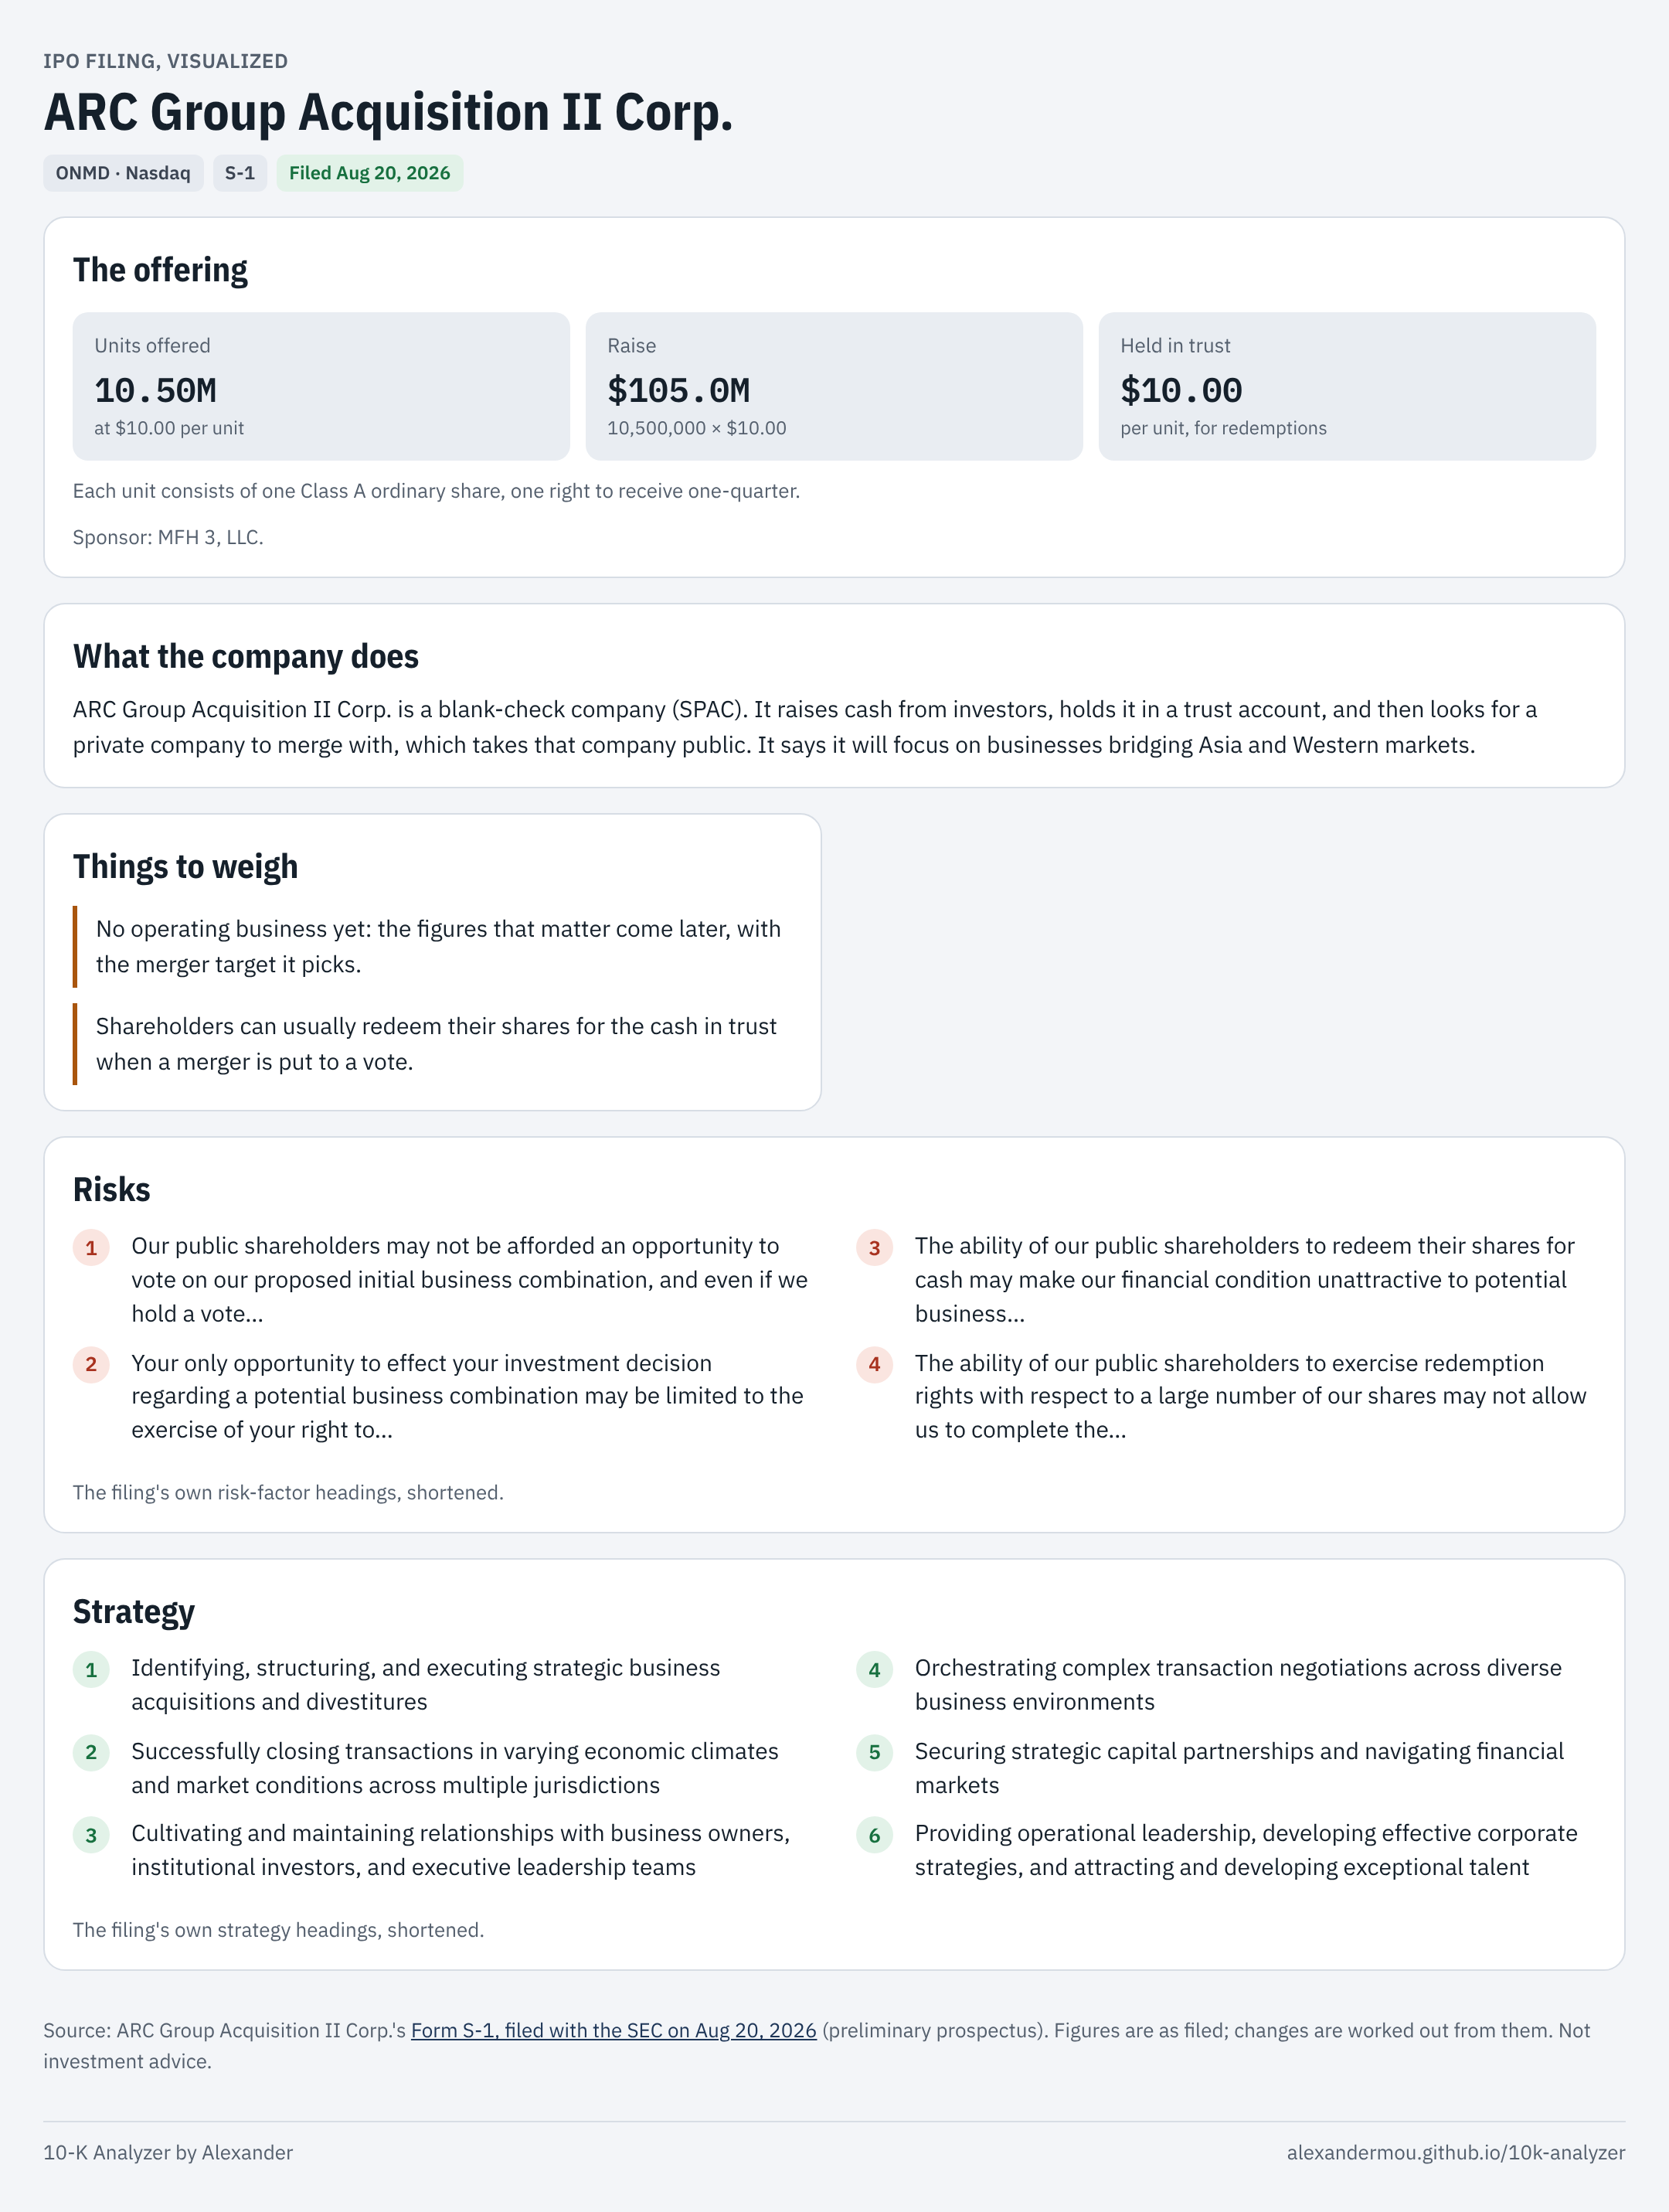 IPO FILING, VISUALIZED
ARC Group Acquisition II Corp.
ONMD · Nasdaq
S-1
Filed Aug 20, 2026
The offering
Units offered
10.50M
at $10.00 per unit
Raise
$105.0M
10,500,000 × $10.00
Held in trust
$10.00
per unit, for redemptions
Each unit consists of one Class A ordinary share, one right to receive one-quarter.
Sponsor: MFH 3, LLC.
What the company does
ARC Group Acquisition II Corp. is a blank-check company (SPAC). It raises cash from investors, holds it in a trust account, and then looks for a
private company to merge with, which takes that company public. It says it will focus on businesses bridging Asia and Western markets.
Things to weigh
No operating business yet: the figures that matter come later, with
the merger target it picks.
Shareholders can usually redeem their shares for the cash in trust
when a merger is put to a vote.
Risks
1 Our public shareholders may not be afforded an opportunity to
vote on our proposed initial business combination, and even if we
hold a vote…
2 Your only opportunity to effect your investment decision
regarding a potential business combination may be limited to the
exercise of your right to…
3 The ability of our public shareholders to redeem their shares for
cash may make our financial condition unattractive to potential
business…
4 The ability of our public shareholders to exercise redemption
rights with respect to a large number of our shares may not allow
us to complete the…
The filing's own risk-factor headings, shortened.
Strategy
1 Identifying, structuring, and executing strategic business
acquisitions and divestitures
2 Successfully closing transactions in varying economic climates
and market conditions across multiple jurisdictions
3 Cultivating and maintaining relationships with business owners,
institutional investors, and executive leadership teams
4 Orchestrating complex transaction negotiations across diverse
business environments
5 Securing strategic capital partnerships and navigating financial
markets
6 Providing operational leadership, developing effective corporate
strategies, and attracting and developing exceptional talent
The filing's own strategy headings, shortened.
Source: ARC Group Acquisition II Corp.'s Form S-1, filed with the SEC on Aug 20, 2026 (preliminary prospectus). Figures are as filed; changes are worked out from them. Not
investment advice.
10-K Analyzer by Alexander
alexandermou.github.io/10k-analyzer